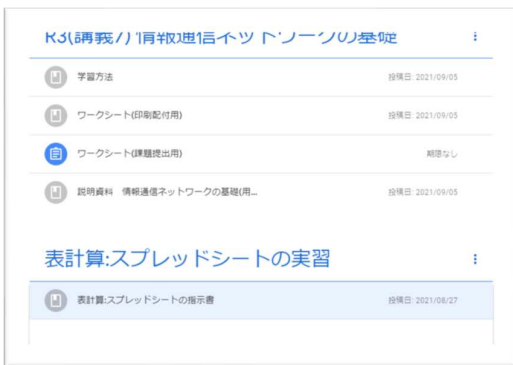 R3(講義7)情報通信ネットワークの基礎
学習方法 投稿日: 2021/09/05
ワークシート(印刷配付用) 投稿日: 2021/09/05
ワークシート(課題提出用) 期限なし
説明資料 情報通信ネットワークの基礎(用...
投稿日: 2021/09/05
表計算:スプレッドシートの実習
表計算:スプレッドシートの指示書 投稿日: 2021/08/27